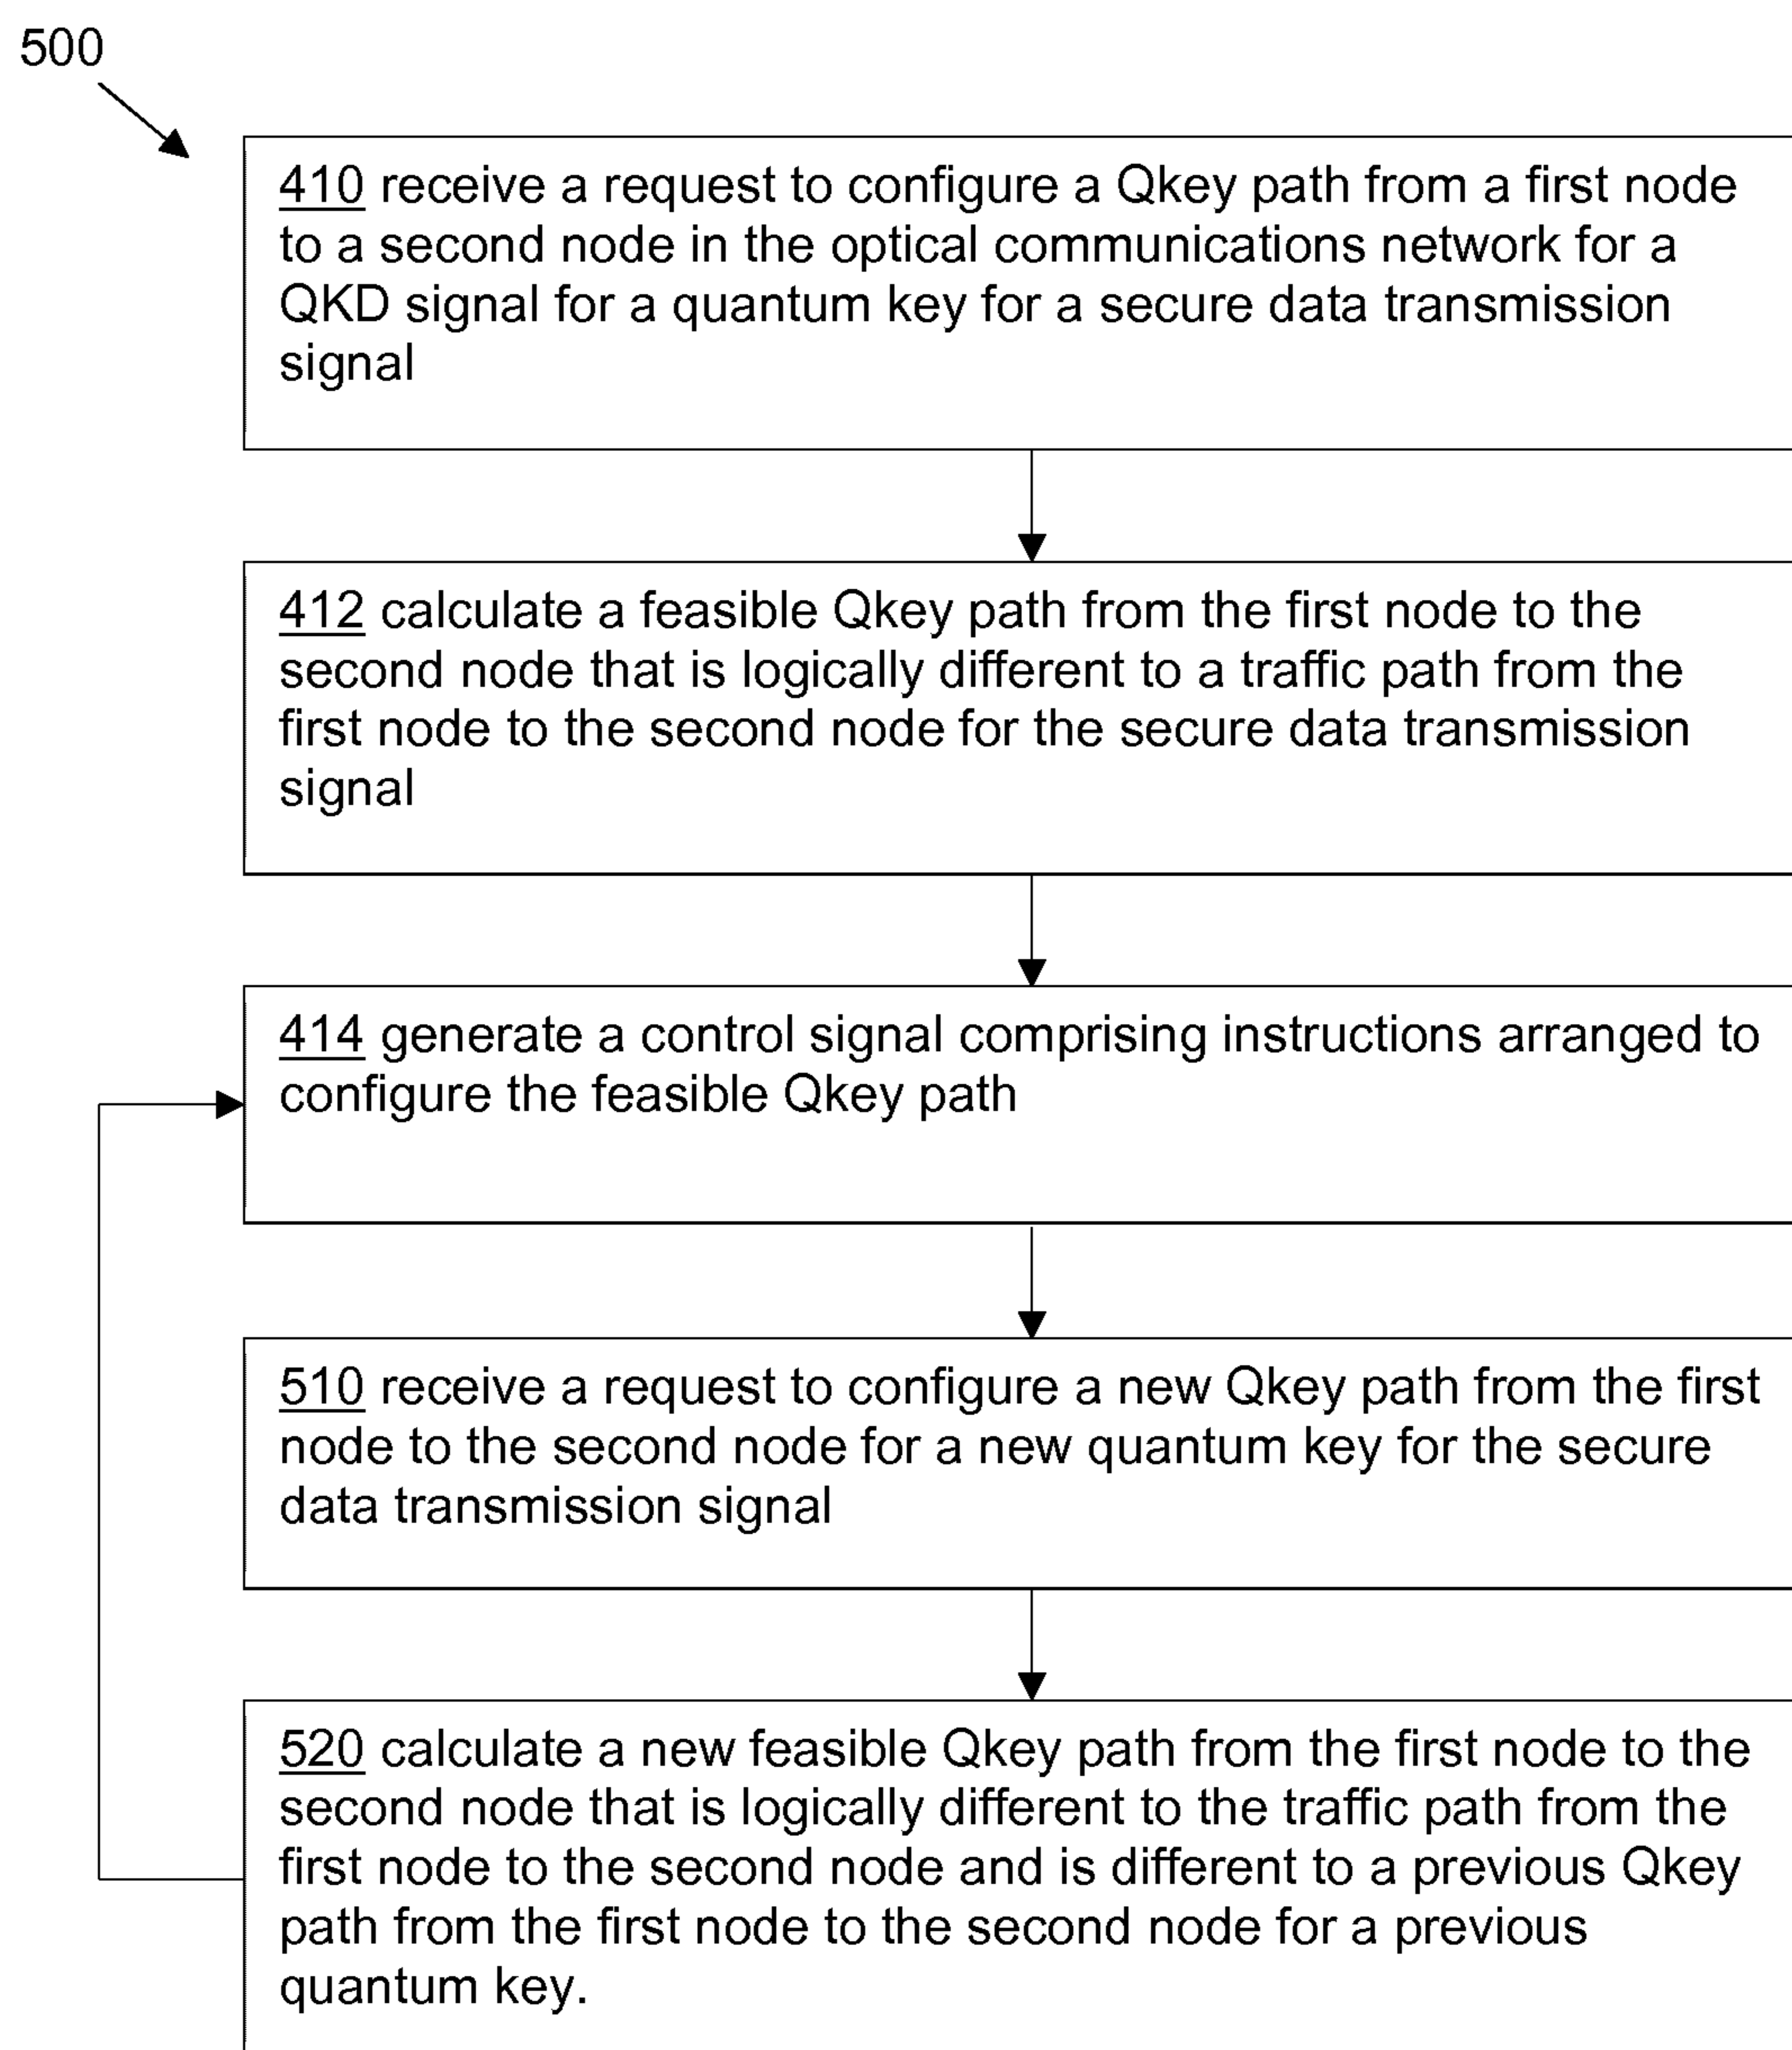 500
410 receive a request to configure a Qkey path from a first node
to a second node in the optical communications network for a
QKD signal for a quantum key for a secure data transmission
signal
412 calculate a feasible Qkey path from the first node to the
second node that is logically different to a traffic path from the
first node to the second node for the secure data transmission
signal
414 generate a control signal comprising instructions arranged to
configure the feasible Qkey path
510 receive a request to configure a new Qkey path from the first
node to the second node for a new quantum key for the secure
data transmission signal
520 calculate a new feasible Qkey path from the first node to the
second node that is logically different to the traffic path from the
first node to the second node and is different to a previous Qkey
path from the first node to the second node for a previous
quantum key.